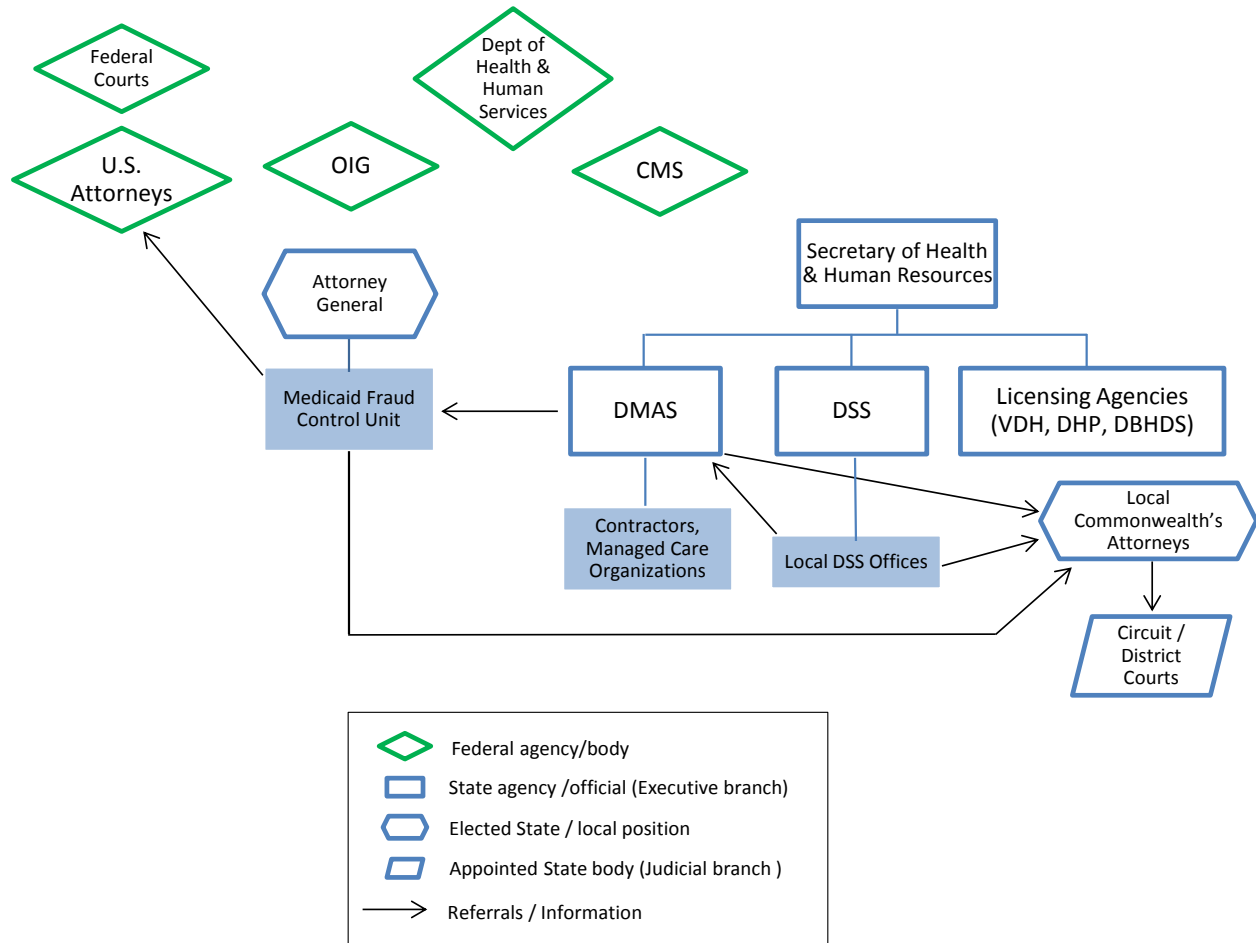 Federal
Courts
Dept of
Health &
Human
Services
U.S.
Attorneys
OIG
CMS
Secretary of Health
& Human Resources
Attorney
General
Medicaid Fraud
Control Unit
DMAS
DSS
Licensing Agencies
(VDH, DHP, DBHDS)
Contractors,
Managed Care
Organizations
Local DSS Offices
Local
Commonwealth’s
Attorneys
Circuit /
District
Courts
Federal agency/body
State agency /official (Executive branch)
Elected State / local position
Appointed State body (Judicial branch )
Referrals / Information